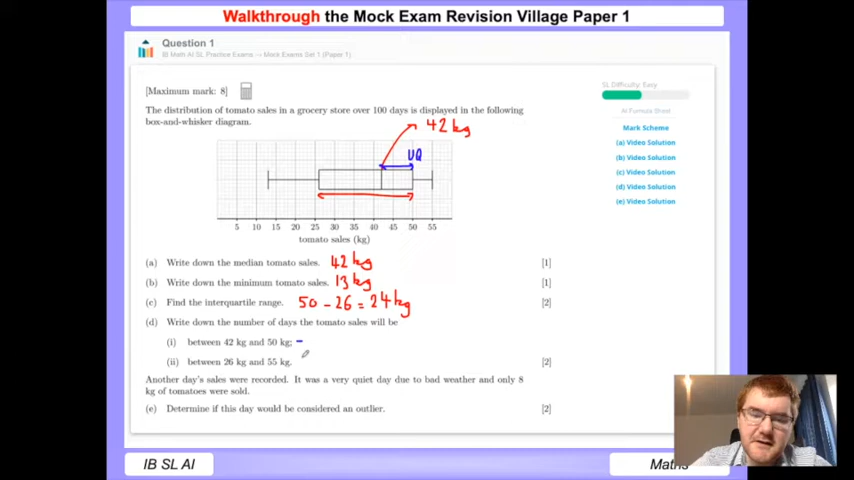 Walkthrough the Mock Exam Revision Village Paper 1
Question 1
IB Math AI SL Practice Exams -> Mock Exams Set 1 (Paper 1)
[Maximum mark: 8]
SL Difficulty: Easy
The distribution of tomato sales in a grocery store over 100 days is displayed in the following
box-and-whisker diagram.
AI Formula Sheet
Mark Scheme
(a) Video Solution
(b) Video Solution
(c) Video Solution
(d) Video Solution
(e) Video Solution
42 kg
UQ
5 10 15 20 25 30 35 40 45 50 55
tomato sales (kg)
(a) Write down the median tomato sales. 42 kg [1]
(b) Write down the minimum tomato sales. 13 kg [1]
(c) Find the interquartile range. 50 - 26 = 24 kg [2]
(d) Write down the number of days the tomato sales will be
(i) between 42 kg and 50 kg; -
(ii) between 26 kg and 55 kg. [2]
Another day's sales were recorded. It was a very quiet day due to bad weather and only 8
kg of tomatoes were sold.
(e) Determine if this day would be considered an outlier. [2]
IB SL AI
Maths